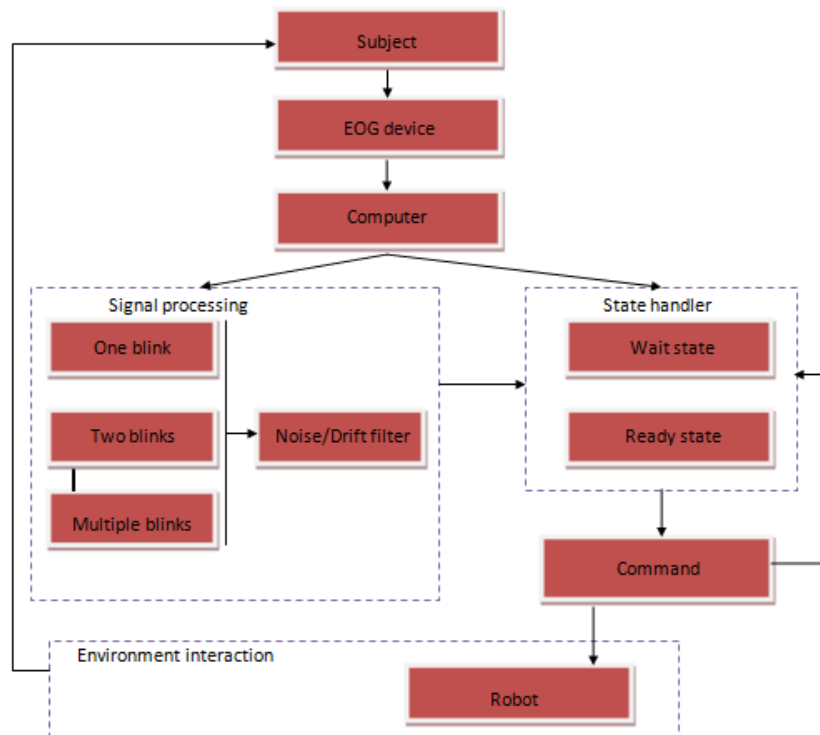 Subject
EOG device
Computer
Signal processing
One blink
Two blinks
Multiple blinks
Noise/Drift filter
State handler
Wait state
Ready state
Command
Environment interaction
Robot